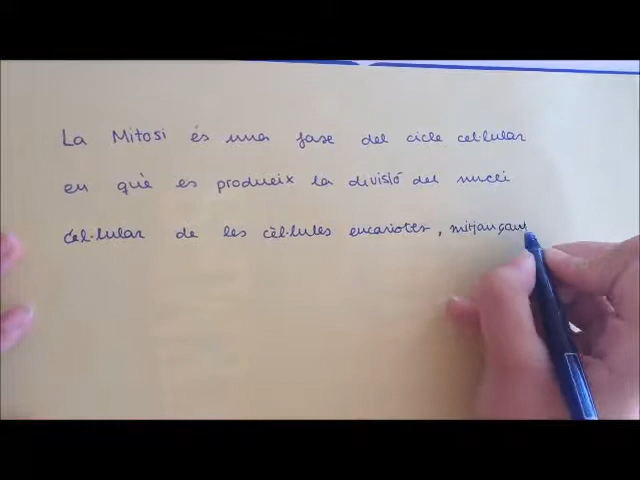 La Mitosi és una fase del cicle cel·lular
en què es produeix la divisió del nucli
cel·lular de les cèl·lules eucariotes, mitjançan